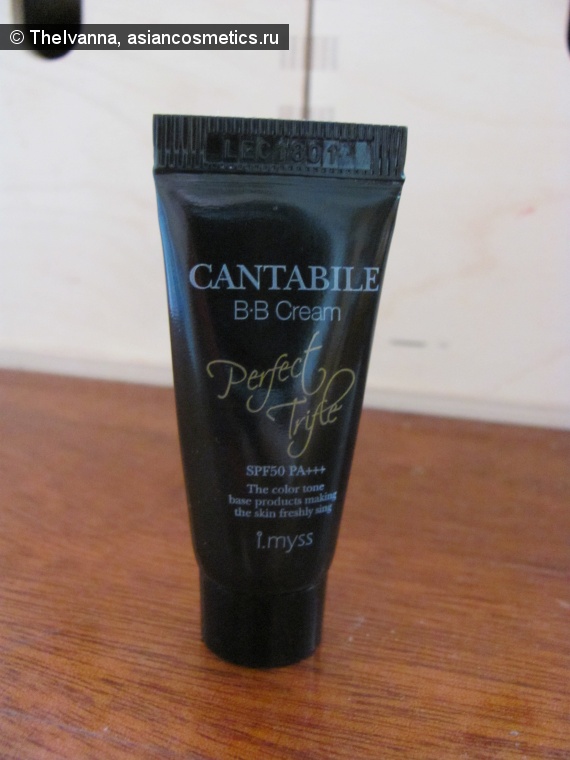 © TheIvanna, asiancosmetics.ru
CANTABILE
B·B Cream
Perfect
Trifle
SPF50 PA+++
The color tone
base products making
the skin freshly sing
i.myss